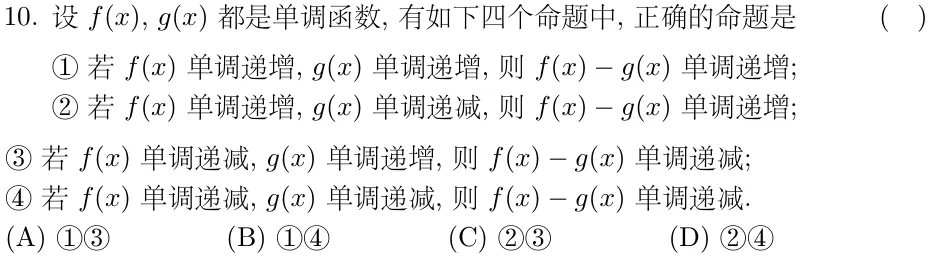 10. 设 f(x), g(x) 都是单调函数, 有如下四个命题中, 正确的命题是 ( )
① 若 f(x) 单调递增, g(x) 单调递增, 则 f(x) − g(x) 单调递增;
② 若 f(x) 单调递增, g(x) 单调递减, 则 f(x) − g(x) 单调递增;
③ 若 f(x) 单调递减, g(x) 单调递增, 则 f(x) − g(x) 单调递减;
④ 若 f(x) 单调递减, g(x) 单调递减, 则 f(x) − g(x) 单调递减.
(A) ①③ (B) ①④ (C) ②③ (D) ②④